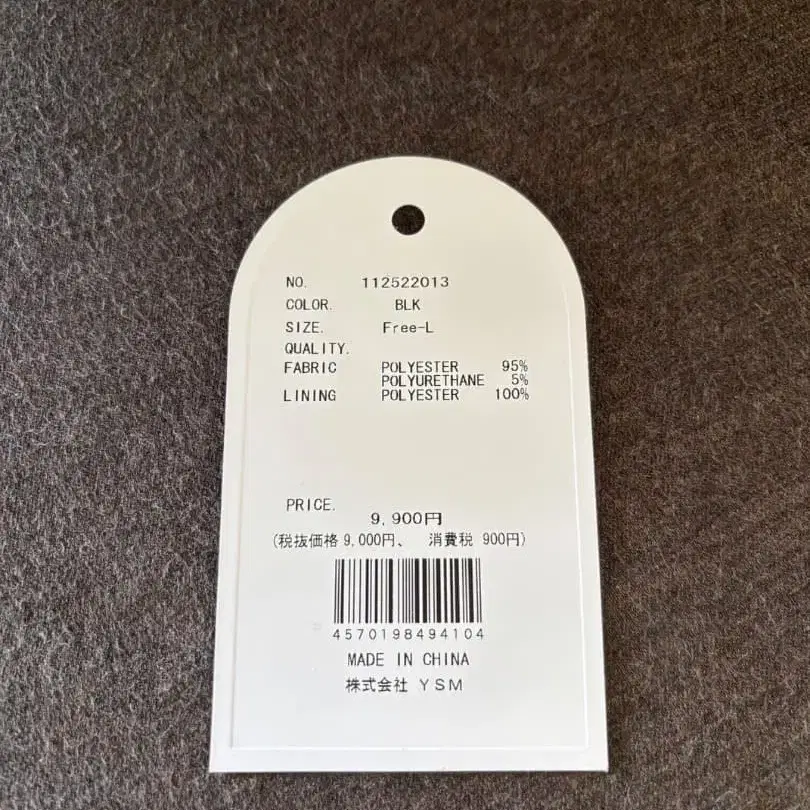 NO. 112522013
COLOR. BLK
SIZE. Free-L
QUALITY.
FABRIC POLYESTER 95%
POLYURETHANE 5%
LINING POLYESTER 100%
PRICE.
9,900円
(税抜価格 9,000円、 消費税 900円)
4570198494104
MADE IN CHINA
株式会社 YSM